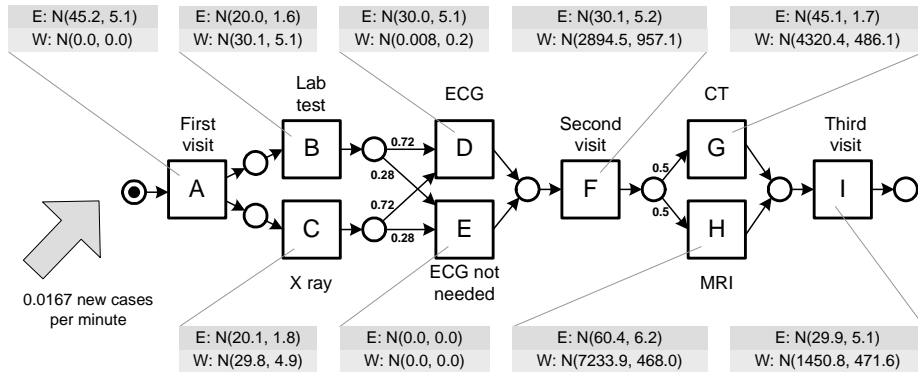 E: N(45.2, 5.1)
W: N(0.0, 0.0)
E: N(20.0, 1.6)
W: N(30.1, 5.1)
E: N(30.0, 5.1)
W: N(0.008, 0.2)
E: N(30.1, 5.2)
W: N(2894.5, 957.1)
E: N(45.1, 1.7)
W: N(4320.4, 486.1)
First
visit
A
Lab
test
B
C
X ray
0.72
0.28
0.72
0.28
ECG
D
E
ECG not
needed
Second
visit
F
0.5
0.5
CT
G
H
MRI
Third
visit
I
0.0167 new cases
per minute
E: N(20.1, 1.8)
W: N(29.8, 4.9)
E: N(0.0, 0.0)
W: N(0.0, 0.0)
E: N(60.4, 6.2)
W: N(7233.9, 468.0)
E: N(29.9, 5.1)
W: N(1450.8, 471.6)